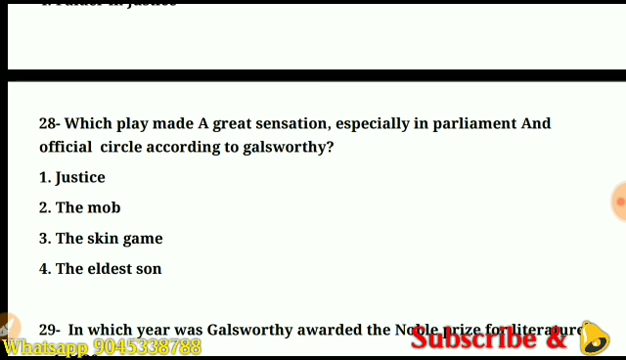 28- Which play made A great sensation, especially in parliament And
official circle according to galsworthy?
1. Justice
2. The mob
3. The skin game
4. The eldest son
29- In which year was Galsworthy awarded the Noble prize for literature
Whatsapp 9045338788
Subscribe &